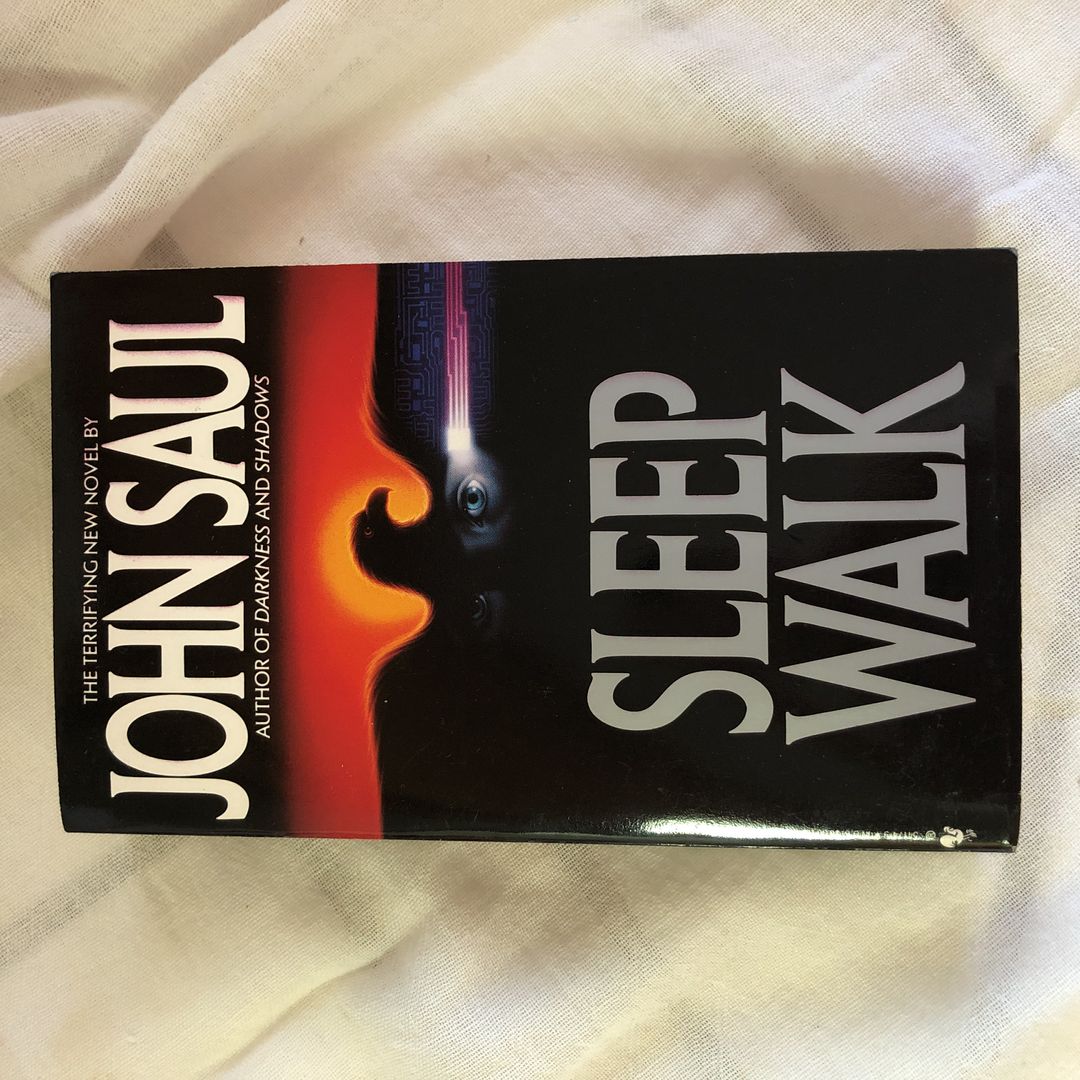 THE TERRIFYING NEW NOVEL BY
JOHN SAUL
AUTHOR OF DARKNESS AND SHADOWS
SLEEP
WALK